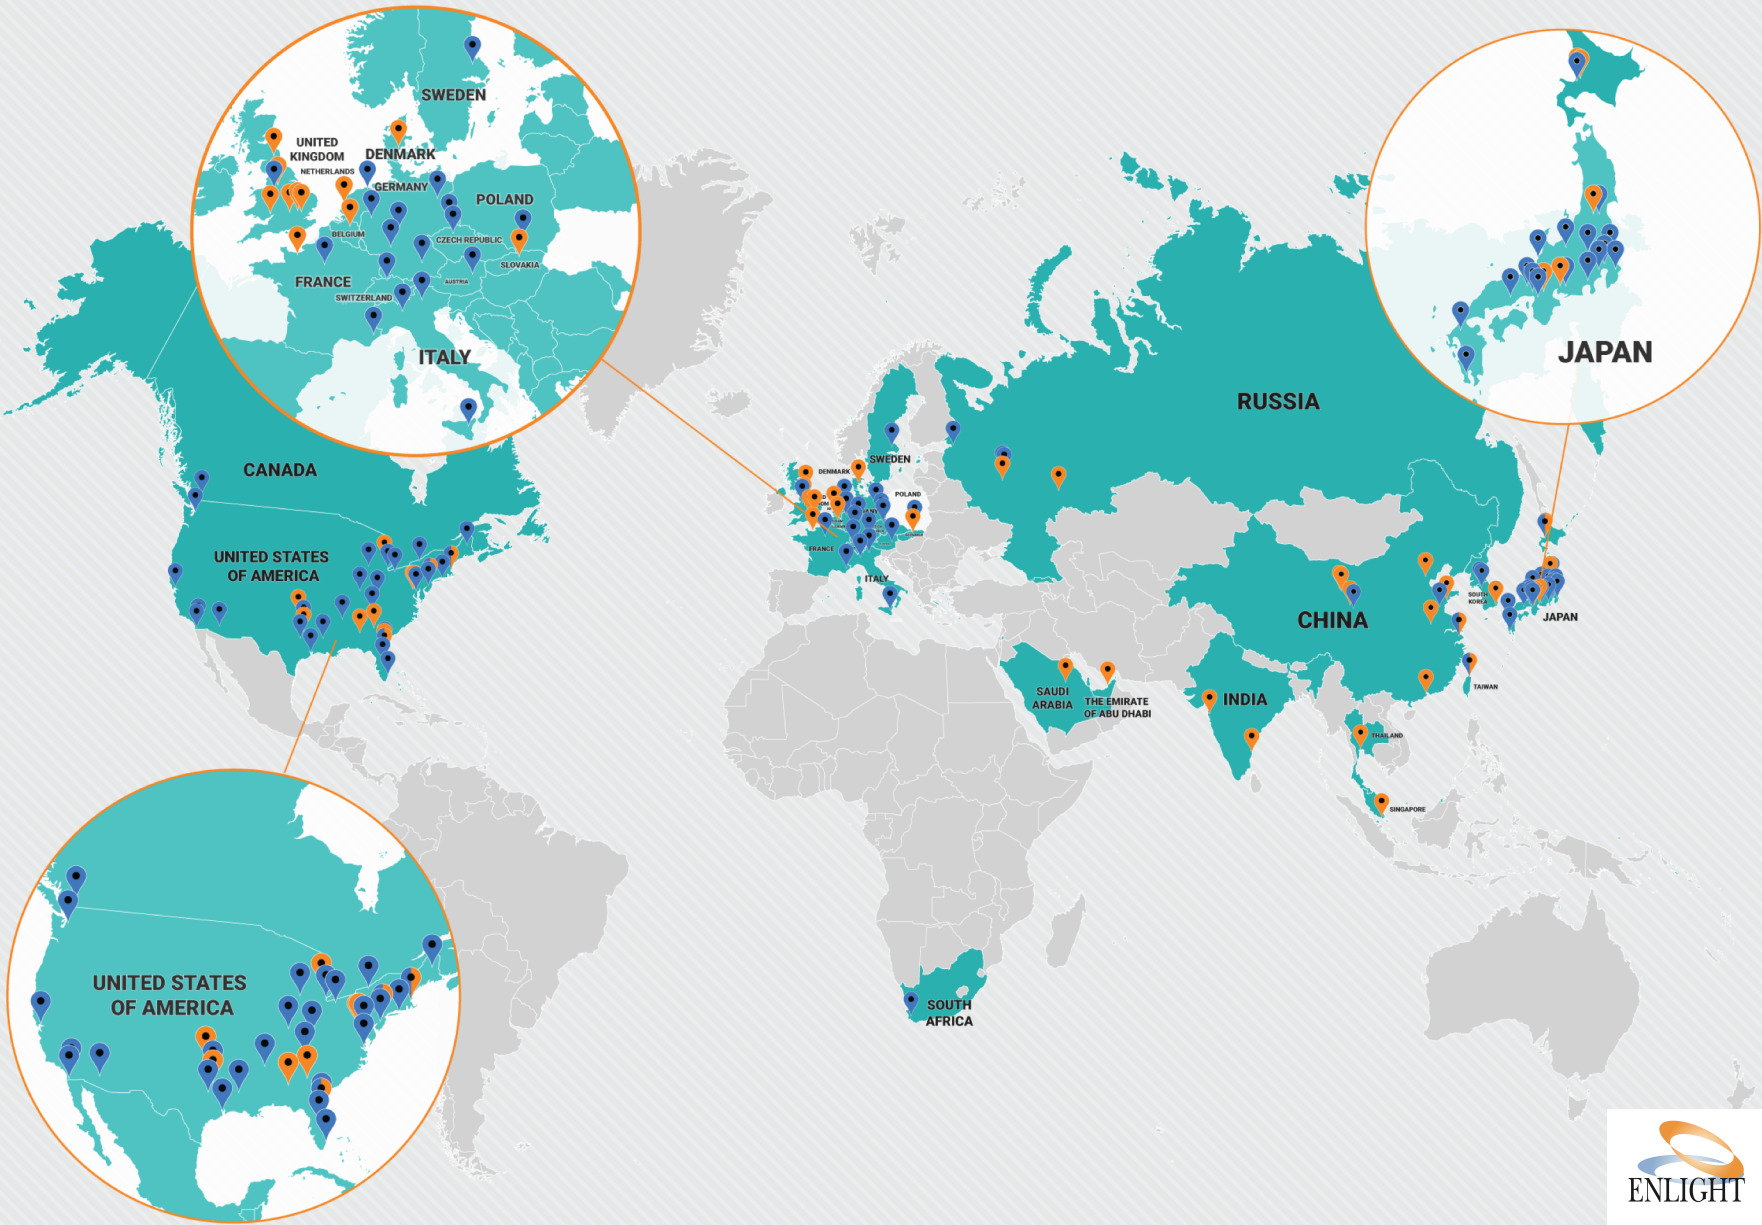 SWEDEN
UNITED
KINGDOM
DENMARK
NETHERLANDS
GERMANY
POLAND
BELGIUM
CZECH REPUBLIC
SLOVAKIA
FRANCE
AUSTRIA
SWITZERLAND
ITALY
JAPAN
CANADA
RUSSIA
DENMARK
SWEDEN
POLAND
FRANCE
ITALY
UNITED STATES
OF AMERICA
CHINA
SOUTH
KOREA
JAPAN
TAIWAN
SAUDI
ARABIA
THE EMIRATE
OF ABU DHABI
INDIA
THAILAND
SINGAPORE
UNITED STATES
OF AMERICA
SOUTH
AFRICA
ENLIGHT